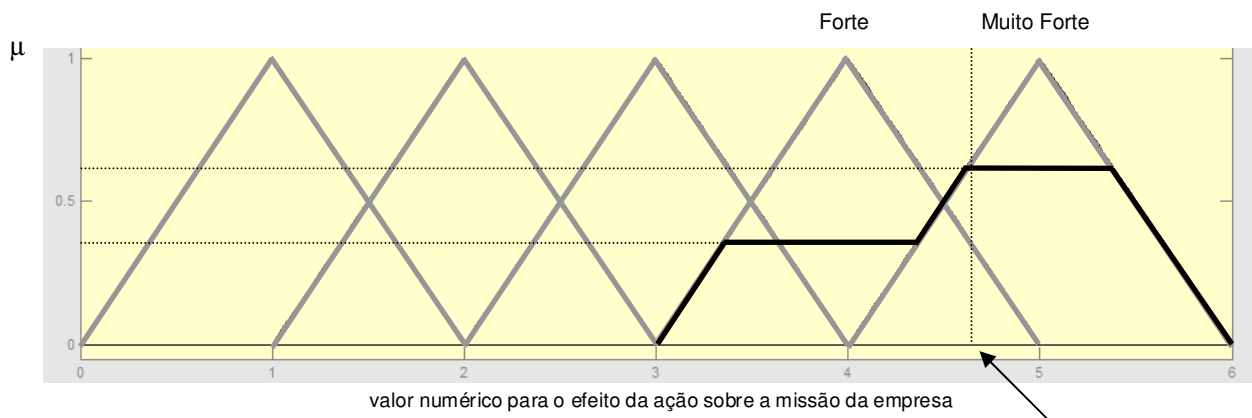 Forte Muito Forte
μ
1
0.5
0
0 1 2 3 4 5 6
valor numérico para o efeito da ação sobre a missão da empresa